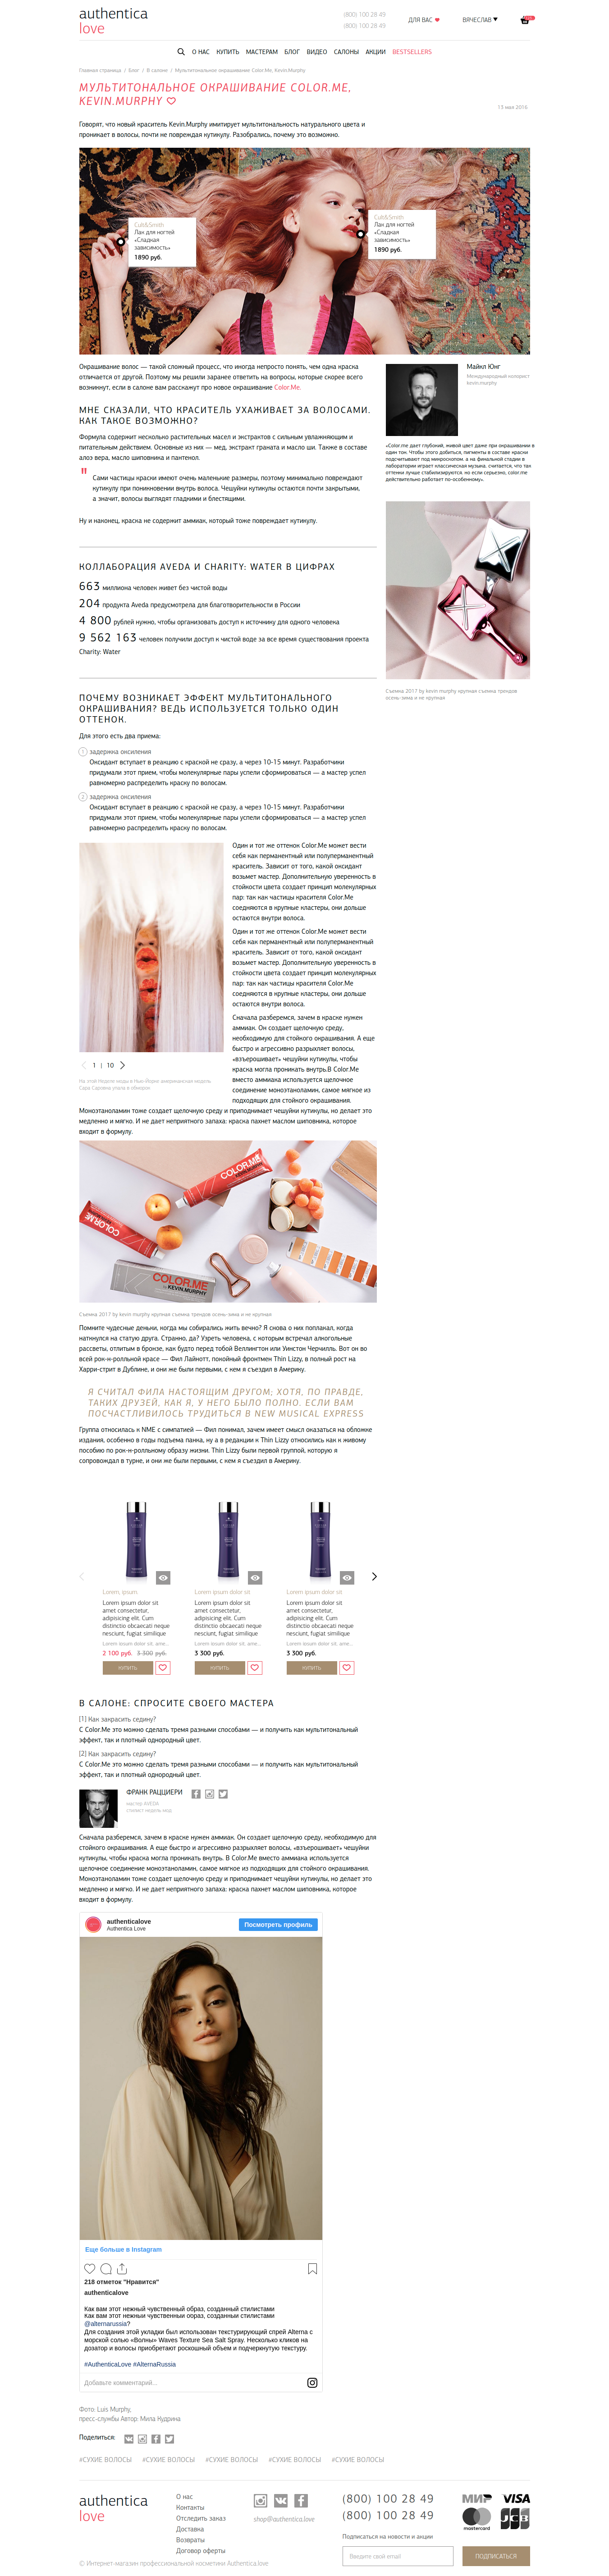 authentica
love
(800) 100 28 49
(800) 100 28 49
ДЛЯ ВАС
ВЯЧЕСЛАВ
О НАС
КУПИТЬ
МАСТЕРАМ
БЛОГ
ВИДЕО
САЛОНЫ
АКЦИИ
BESTSELLERS
Главная страница / Блог / В салоне / Мультитональное окрашивание Color.Me, Kevin.Murphy
МУЛЬТИТОНАЛЬНОЕ ОКРАШИВАНИЕ COLOR.ME,
KEVIN.MURPHY
13 мая 2016
Говорят, что новый краситель Kevin.Murphy имитирует мультитональность натурального цвета и
проникает в волосы, почти не повреждая кутикулу. Разобрались, почему это возможно.
Cult&Smith
Лак для ногтей
«Сладкая
зависимость»
1890 руб.
Cult&Smith
Лак для ногтей
«Сладкая
зависимость»
1890 руб.
Окрашивание волос — такой сложный процесс, что иногда непросто понять, чем одна краска
отличается от другой. Поэтому мы решили заранее ответить на вопросы, которые скорее всего
возникнут, если в салоне вам расскажут про новое окрашивание Color.Me.
Майкл Юнг
Международный колорист
kevin.murphy
«Color.me дает глубокий, живой цвет даже при окрашивании в
один тон. Чтобы этого добиться, пигменты в составе краски
подсчитывают под микроскопом, а на финальной стадии в
лаборатории играет классическая музыка: считается, что так
оттенки лучше стабилизируются. но если серьезно, color.me
действительно работает по-особенному».
МНЕ СКАЗАЛИ, ЧТО КРАСИТЕЛЬ УХАЖИВАЕТ ЗА ВОЛОСАМИ.
КАК ТАКОЕ ВОЗМОЖНО?
Формула содержит несколько растительных масел и экстрактов с сильным увлажняющим и
питательным действием. Основные из них — мед, экстракт граната и масло ши. Также в составе
алоэ вера, масло шиповника и пантенол.
"
Сами частицы краски имеют очень маленькие размеры, поэтому минимально повреждают
кутикулу при поникновении внутрь волоса. Чешуйки кутикулы остаются почти закрытыми,
а значит, волосы выглядят гладкими и блестящими.
Ну и наконец, краска не содержит аммиак, который тоже повреждает кутикулу.
КОЛЛАБОРАЦИЯ AVEDA И CHARITY: WATER В ЦИФРАХ
663 миллиона человек живет без чистой воды
204 продукта Aveda предусмотрела для благотворительности в России
4 800 рублей нужно, чтобы организовать доступ к источнику для одного человека
9 562 163 человек получили доступ к чистой воде за все время существования проекта
Charity: Water
Съемка 2017 by kevin murphy крупная съемка трендов
осень-зима и не крупная
ПОЧЕМУ ВОЗНИКАЕТ ЭФФЕКТ МУЛЬТИТОНАЛЬНОГО
ОКРАШИВАНИЯ? ВЕДЬ ИСПОЛЬЗУЕТСЯ ТОЛЬКО ОДИН
ОТТЕНОК.
Для этого есть два приема:
1 задержка оксиления
Оксидант вступает в реакцию с краской не сразу, а через 10-15 минут. Разработчики
придумали этот прием, чтобы молекулярные пары успели сформироваться — а мастер успел
равномерно распределить краску по волосам.
2 задержка оксиления
Оксидант вступает в реакцию с краской не сразу, а через 10-15 минут. Разработчики
придумали этот прием, чтобы молекулярные пары успели сформироваться — а мастер успел
равномерно распределить краску по волосам.
Один и тот же оттенок Color.Me может вести
себя как перманентный или полуперманентный
краситель. Зависит от того, какой оксидант
возьмет мастер. Дополнительную уверенность в
стойкости цвета создает принцип молекулярных
пар: так как частицы красителя Color.Me
соедняются в крупные кластеры, они дольше
остаются внутри волоса.
Один и тот же оттенок Color.Me может вести
себя как перманентный или полуперманентный
краситель. Зависит от того, какой оксидант
возьмет мастер. Дополнительную уверенность в
стойкости цвета создает принцип молекулярных
пар: так как частицы красителя Color.Me
соедняются в крупные кластеры, они дольше
остаются внутри волоса.
Сначала разберемся, зачем в краске нужен
аммиак. Он создает щелочную среду,
необходимую для стойкого окрашивания. А еще
быстро и агрессивно разрыхляет волосы,
«взъерошивает» чешуйки кутикулы, чтобы
краска могла проникать внутрь.В Color.Me
вместо аммиака используется щелочное
соединение моноэтаноламин, самое мягкое из
подходящих для стойкого окрашивания.
1 | 10
На этой Неделе моды в Нью-Йорке американская модель
Сара Сарзина упала в обморок
Моноэтаноламин тоже создает щелочную среду и приподнимает чешуйки кутикулы, но делает это
медленно и мягко. И не дает неприятного запаха: краска пахнет маслом шиповника, которое
входит в формулу.
COLOR.ME
COLOR.ME
COLOR.ME by KEVIN.MURPHY
Съемка 2017 by kevin murphy крупная съемка трендов осень-зима и не крупная
Помните чудесные деньки, когда мы собирались жить вечно? Я снова о них попланал, когда
наткнулся на статую друга. Странно, да? Узреть человека, с которым встречал алкогольные
рассветы, отлитым в бронзе, как будто перед тобой Веллингтон или Уинстон Черчилль. Вот он во
всей рок-н-ролльной красе — Фил Лайнотт, покойный фронтмен Thin Lizzy, в полный рост на
Харри-стрит в Дублине, и они же были первыми, с кем я съездил в Америку.
Я СЧИТАЛ ФИЛА НАСТОЯЩИМ ДРУГОМ; ХОТЯ, ПО ПРАВДЕ,
ТАКИХ ДРУЗЕЙ, КАК Я, У НЕГО БЫЛО ПОЛНО. ЕСЛИ ВАМ
ПОСЧАСТЛИВИЛОСЬ ТРУДИТЬСЯ В NEW MUSICAL EXPRESS
Группа относилась к NME с симпатией — Фил понимал, зачем имеет смысл оказаться на обложке
издания, особенно в годы подъема панка, ну а в редакции к Thin Lizzy относились как к живому
пособию по рок-н-ролльному образу жизни. Thin Lizzy были первой группой, которую я
сопровождал в турне, и они же были первыми, с кем я съездил в Америку.
Lorem, ipsum.
Lorem ipsum dolor sit
amet consectetur,
adipisicing elit. Cum
distinctio obcaecati neque
nesciunt, fugiat similique
Lorem ipsum dolor sit, ame...
2 100 руб. 3 300 руб.
КУПИТЬ
Lorem ipsum dolor sit
Lorem ipsum dolor sit
amet consectetur,
adipisicing elit. Cum
distinctio obcaecati neque
nesciunt, fugiat similique
Lorem ipsum dolor sit, ame...
3 300 руб.
КУПИТЬ
Lorem ipsum dolor sit
Lorem ipsum dolor sit
amet consectetur,
adipisicing elit. Cum
distinctio obcaecati neque
nesciunt, fugiat similique
Lorem ipsum dolor sit, ame...
3 300 руб.
КУПИТЬ
В САЛОНЕ: СПРОСИТЕ СВОЕГО МАСТЕРА
[1] Как закрасить седину?
С Color.Me это можно сделать тремя разными способами — и получить как мультитональный
эффект, так и плотный однородный цвет.
[2] Как закрасить седину?
С Color.Me это можно сделать тремя разными способами — и получить как мультитональный
эффект, так и плотный однородный цвет.
ФРАНК РАЦЦИЕРИ
мастер AVEDA
стилист недель мод
Сначала разберемся, зачем в краске нужен аммиак. Он создает щелочную среду, необходимую для
стойкого окрашивания. А еще быстро и агрессивно разрыхляет волосы, «взъерошивает» чешуйки
кутикулы, чтобы краска могла проникать внутрь. В Color.Me вместо аммиака используется
щелочное соединение моноэтаноламин, самое мягкое из подходящих для стойкого окрашивания.
Моноэтаноламин тоже создает щелочную среду и приподнимает чешуйки кутикулы, но делает это
медленно и мягко. И не дает неприятного запаха: краска пахнет маслом шиповника, которое
входит в формулу.
authenticalove
Authentica Love
Посмотреть профиль
Еще больше в Instagram
218 отметок "Нравится"
authenticalove
Как вам этот нежный чувственный образ, созданный стилистами
Как вам этот нежный чувственный образ, созданный стилистами
@alternarussia?
Для создания этой укладки был использован текстурирующий спрей Alterna с
морской солью «Волны» Waves Texture Sea Salt Spray. Несколько кликов на
дозатор и волосы приобретают роскошный объем и подчеркнутую текстуру.
#AuthenticaLove #AlternaRussia
Добавьте комментарий...
Фото: Luis Murphy,
пресс-службы Автор: Мила Кудрина
Поделиться:
#СУХИЕ ВОЛОСЫ #СУХИЕ ВОЛОСЫ #СУХИЕ ВОЛОСЫ #СУХИЕ ВОЛОСЫ #СУХИЕ ВОЛОСЫ
authentica
love
О нас
Контакты
Отследить заказ
Доставка
Возвраты
Договор оферты
shop@authentica.love
(800) 100 28 49
(800) 100 28 49
Подписаться на новости и акции
Введите свой email
ПОДПИСАТЬСЯ
МИР
VISA
mastercard
JCB
© Интернет-магазин профессиональной косметики Authentica.love